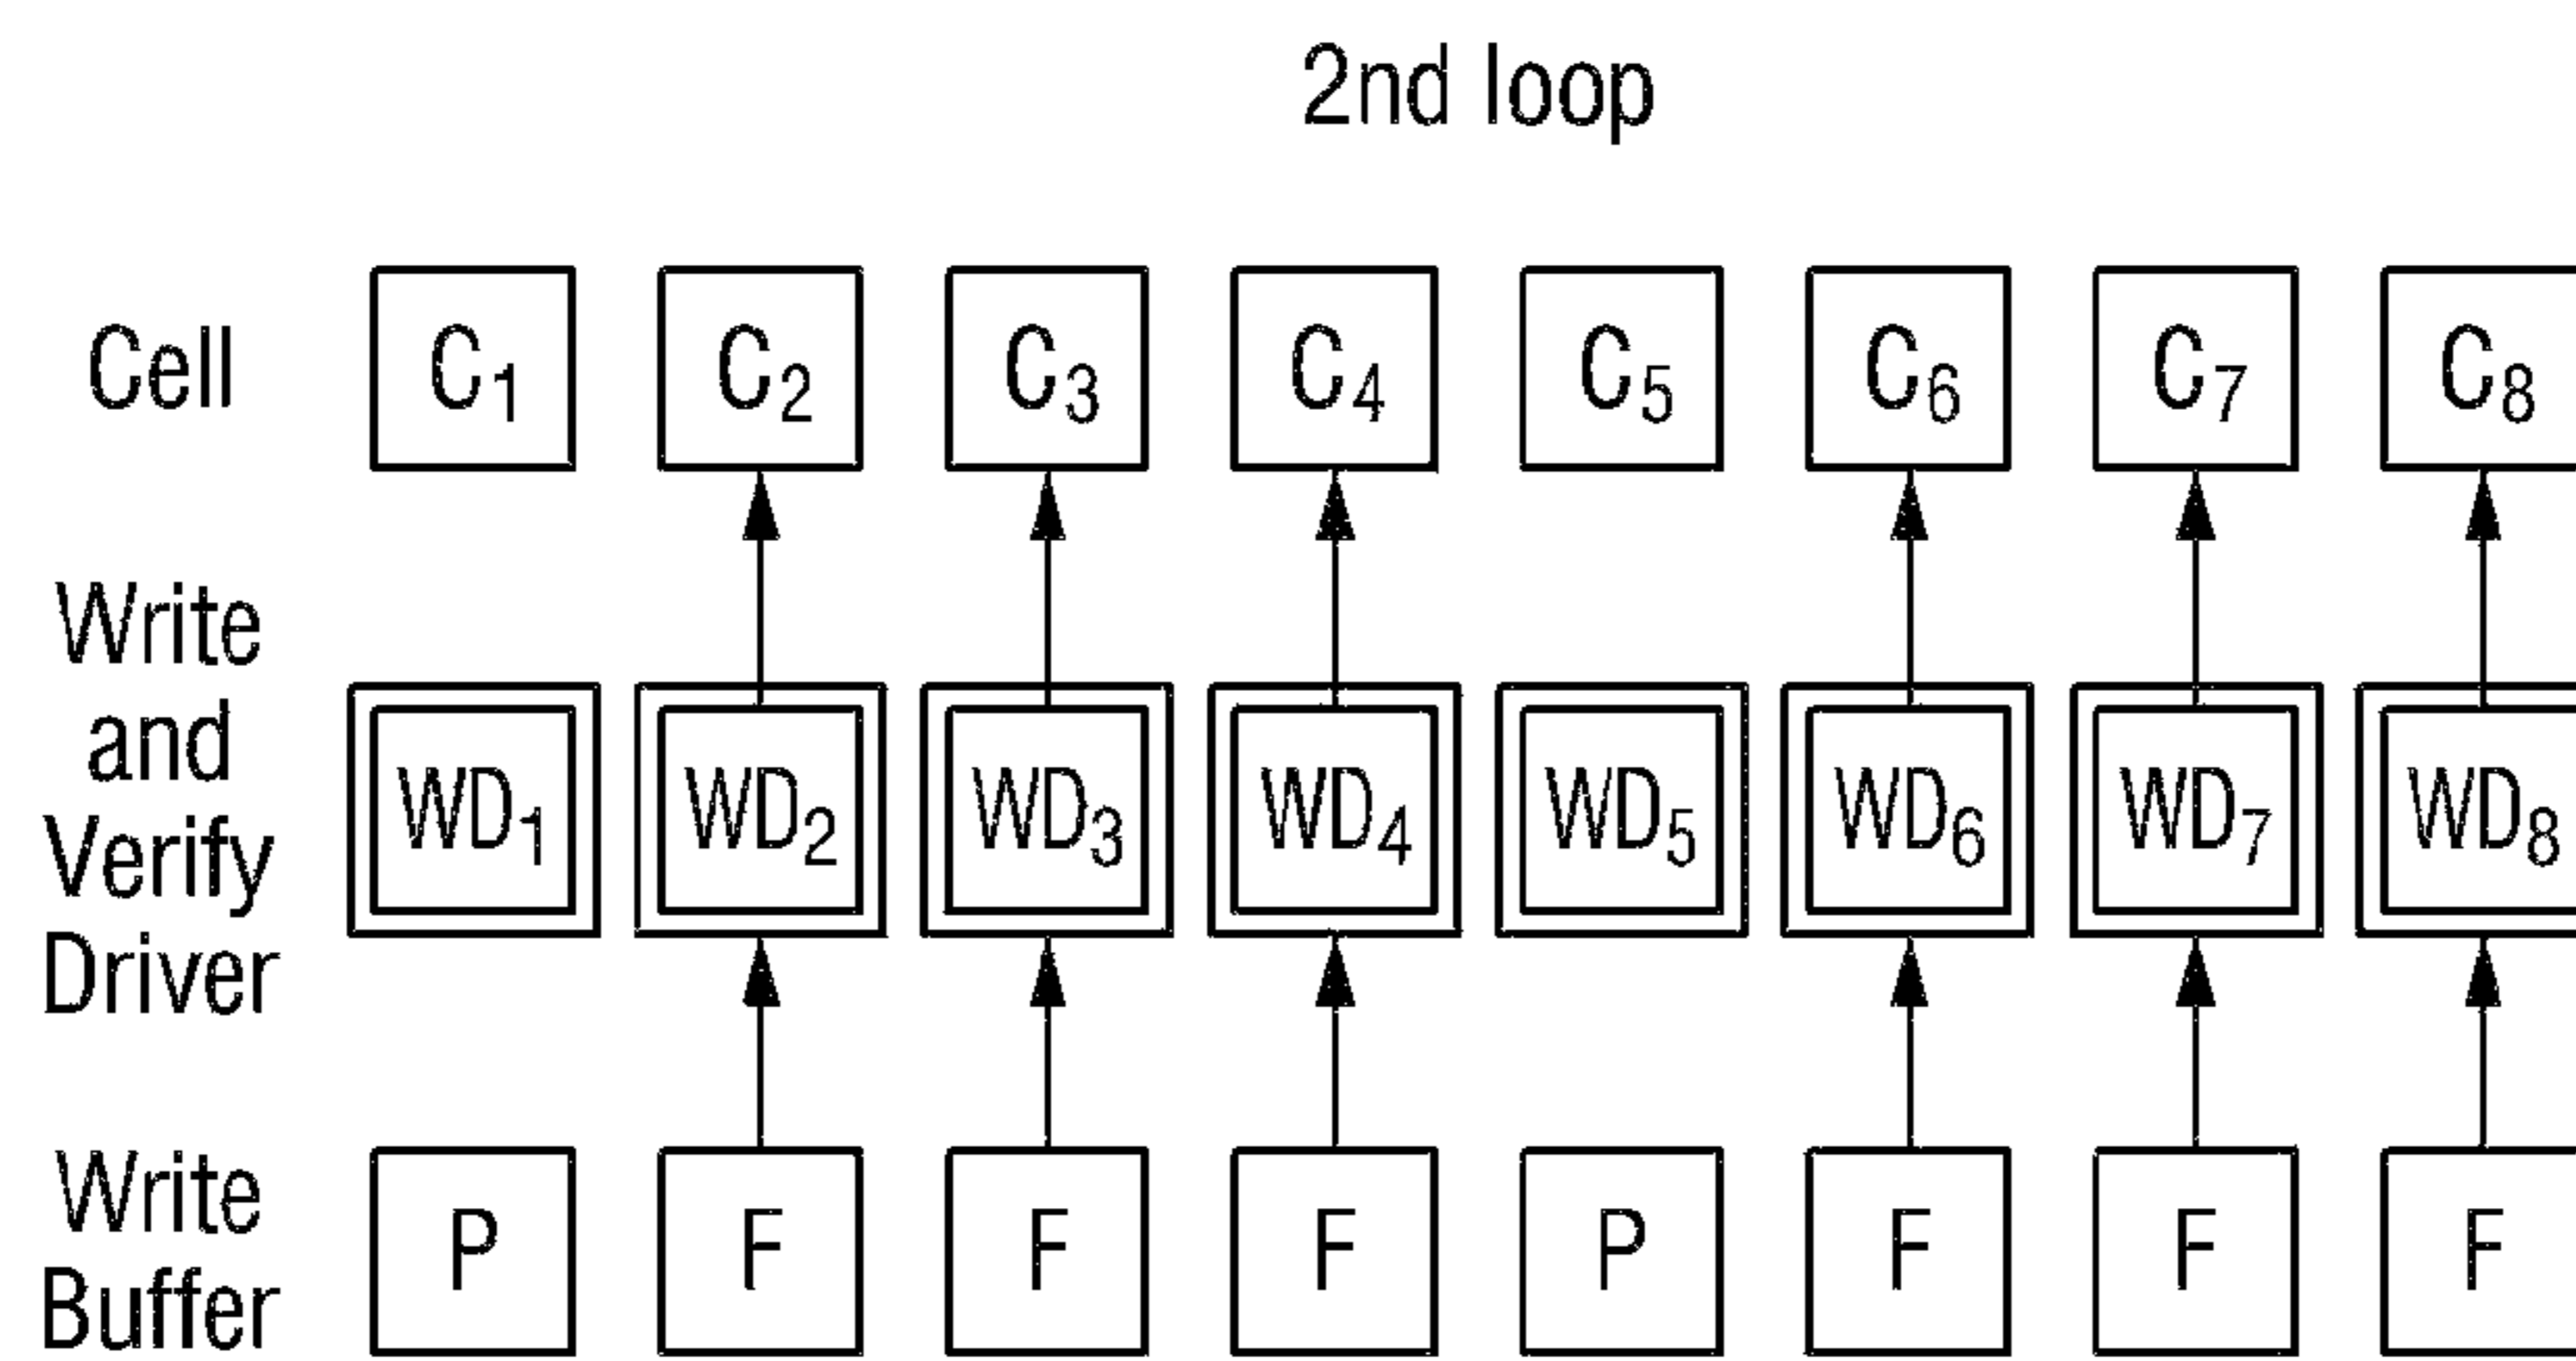 2nd loop
Cell C₁ C₂ C₃ C₄ C₅ C₆ C₇ C₈
Write
and
Verify
Driver
WD₁ WD₂ WD₃ WD₄ WD₅ WD₆ WD₇ WD₈
Write
Buffer
P F F F P F F F